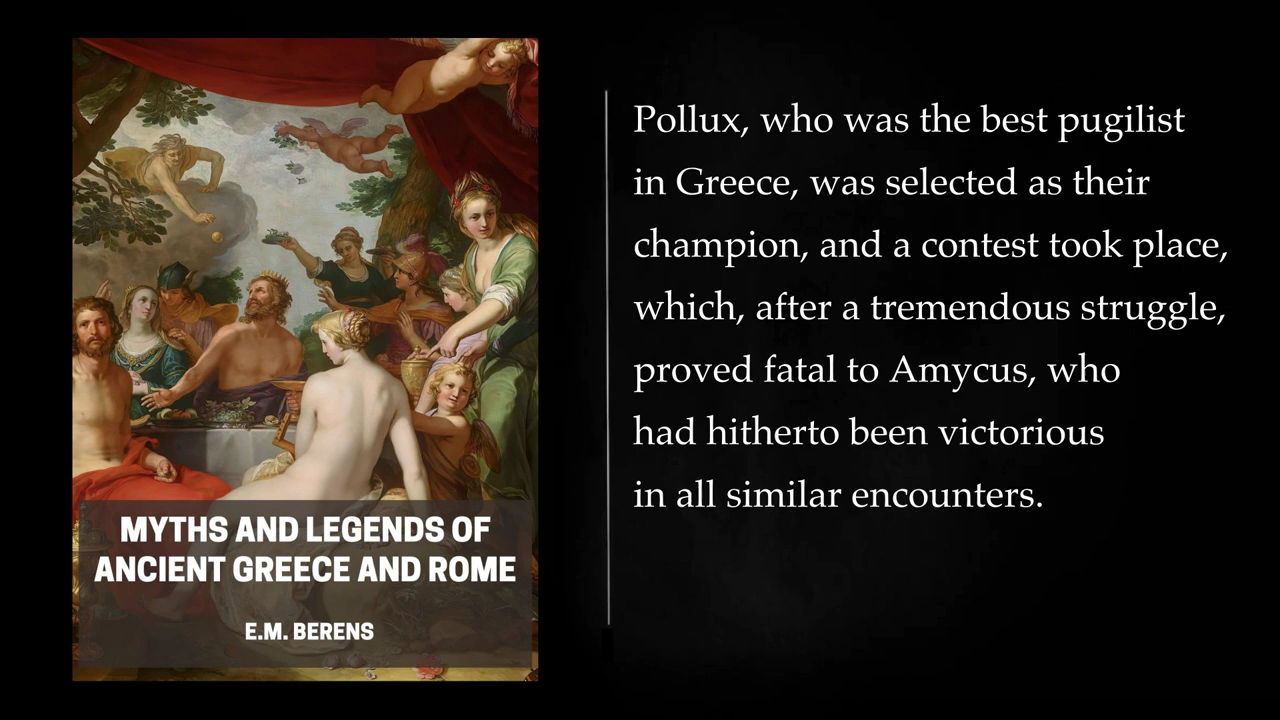 MYTHS AND LEGENDS OF
ANCIENT GREECE AND ROME
E.M. BERENS
Pollux, who was the best pugilist
in Greece, was selected as their
champion, and a contest took place,
which, after a tremendous struggle,
proved fatal to Amycus, who
had hitherto been victorious
in all similar encounters.